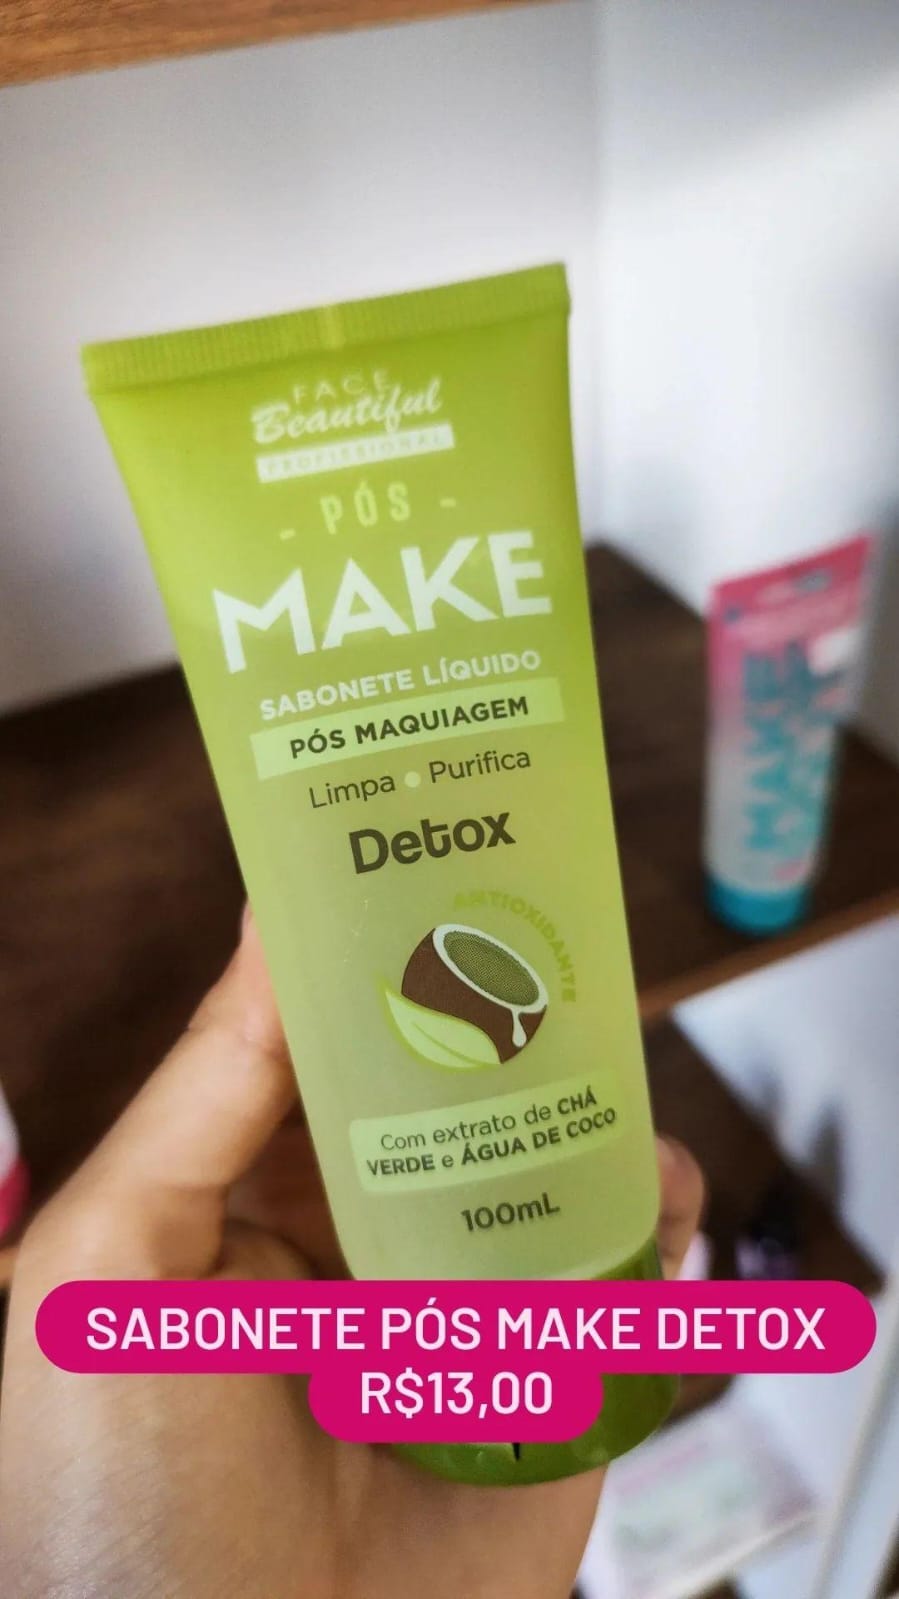 FACE
Beautiful
PROFISSIONAL
- PÓS -
MAKE
SABONETE LÍQUIDO
PÓS MAQUIAGEM
Limpa • Purifica
Detox
ANTIOXIDANTE
Com extrato de CHÁ
VERDE e ÁGUA DE COCO
100mL
MAKE
SABONETE PÓS MAKE DETOX
R$13,00